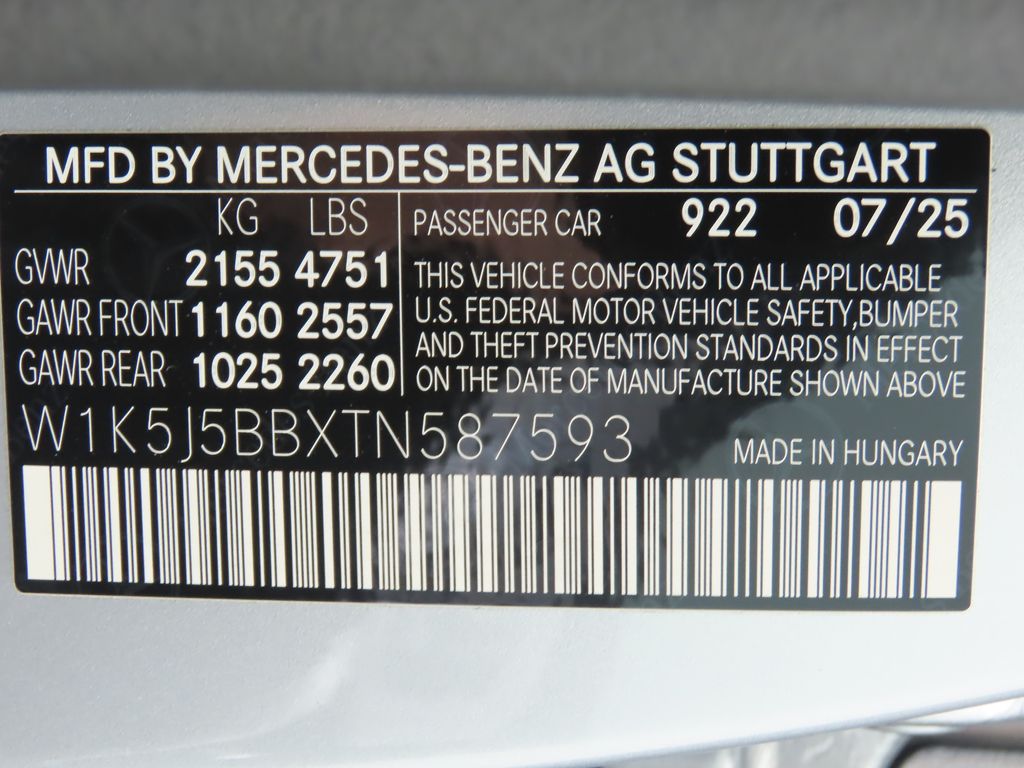 MFD BY MERCEDES-BENZ AG STUTTGART
KG LBS
GVWR 2155 4751
GAWR FRONT 1160 2557
GAWR REAR 1025 2260
PASSENGER CAR 922 07/25
THIS VEHICLE CONFORMS TO ALL APPLICABLE
U.S. FEDERAL MOTOR VEHICLE SAFETY,BUMPER
AND THEFT PREVENTION STANDARDS IN EFFECT
ON THE DATE OF MANUFACTURE SHOWN ABOVE
W1K5J5BBXTN587593
MADE IN HUNGARY